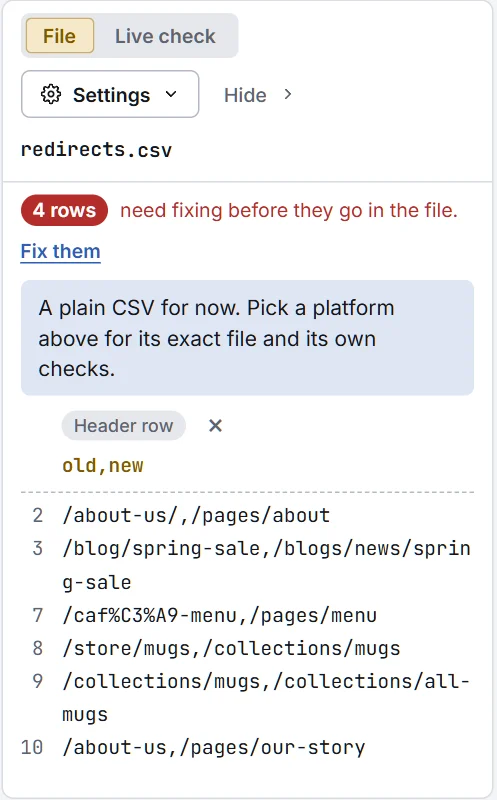 File Live check
Settings Hide
redirects.csv
4 rows need fixing before they go in the file.
Fix them
A plain CSV for now. Pick a platform
above for its exact file and its own
checks.
Header row
old,new
2 /about-us/,/pages/about
3 /blog/spring-sale,/blogs/news/sprin
g-sale
7 /caf%C3%A9-menu,/pages/menu
8 /store/mugs,/collections/mugs
9 /collections/mugs,/collections/all-
mugs
10 /about-us,/pages/our-story